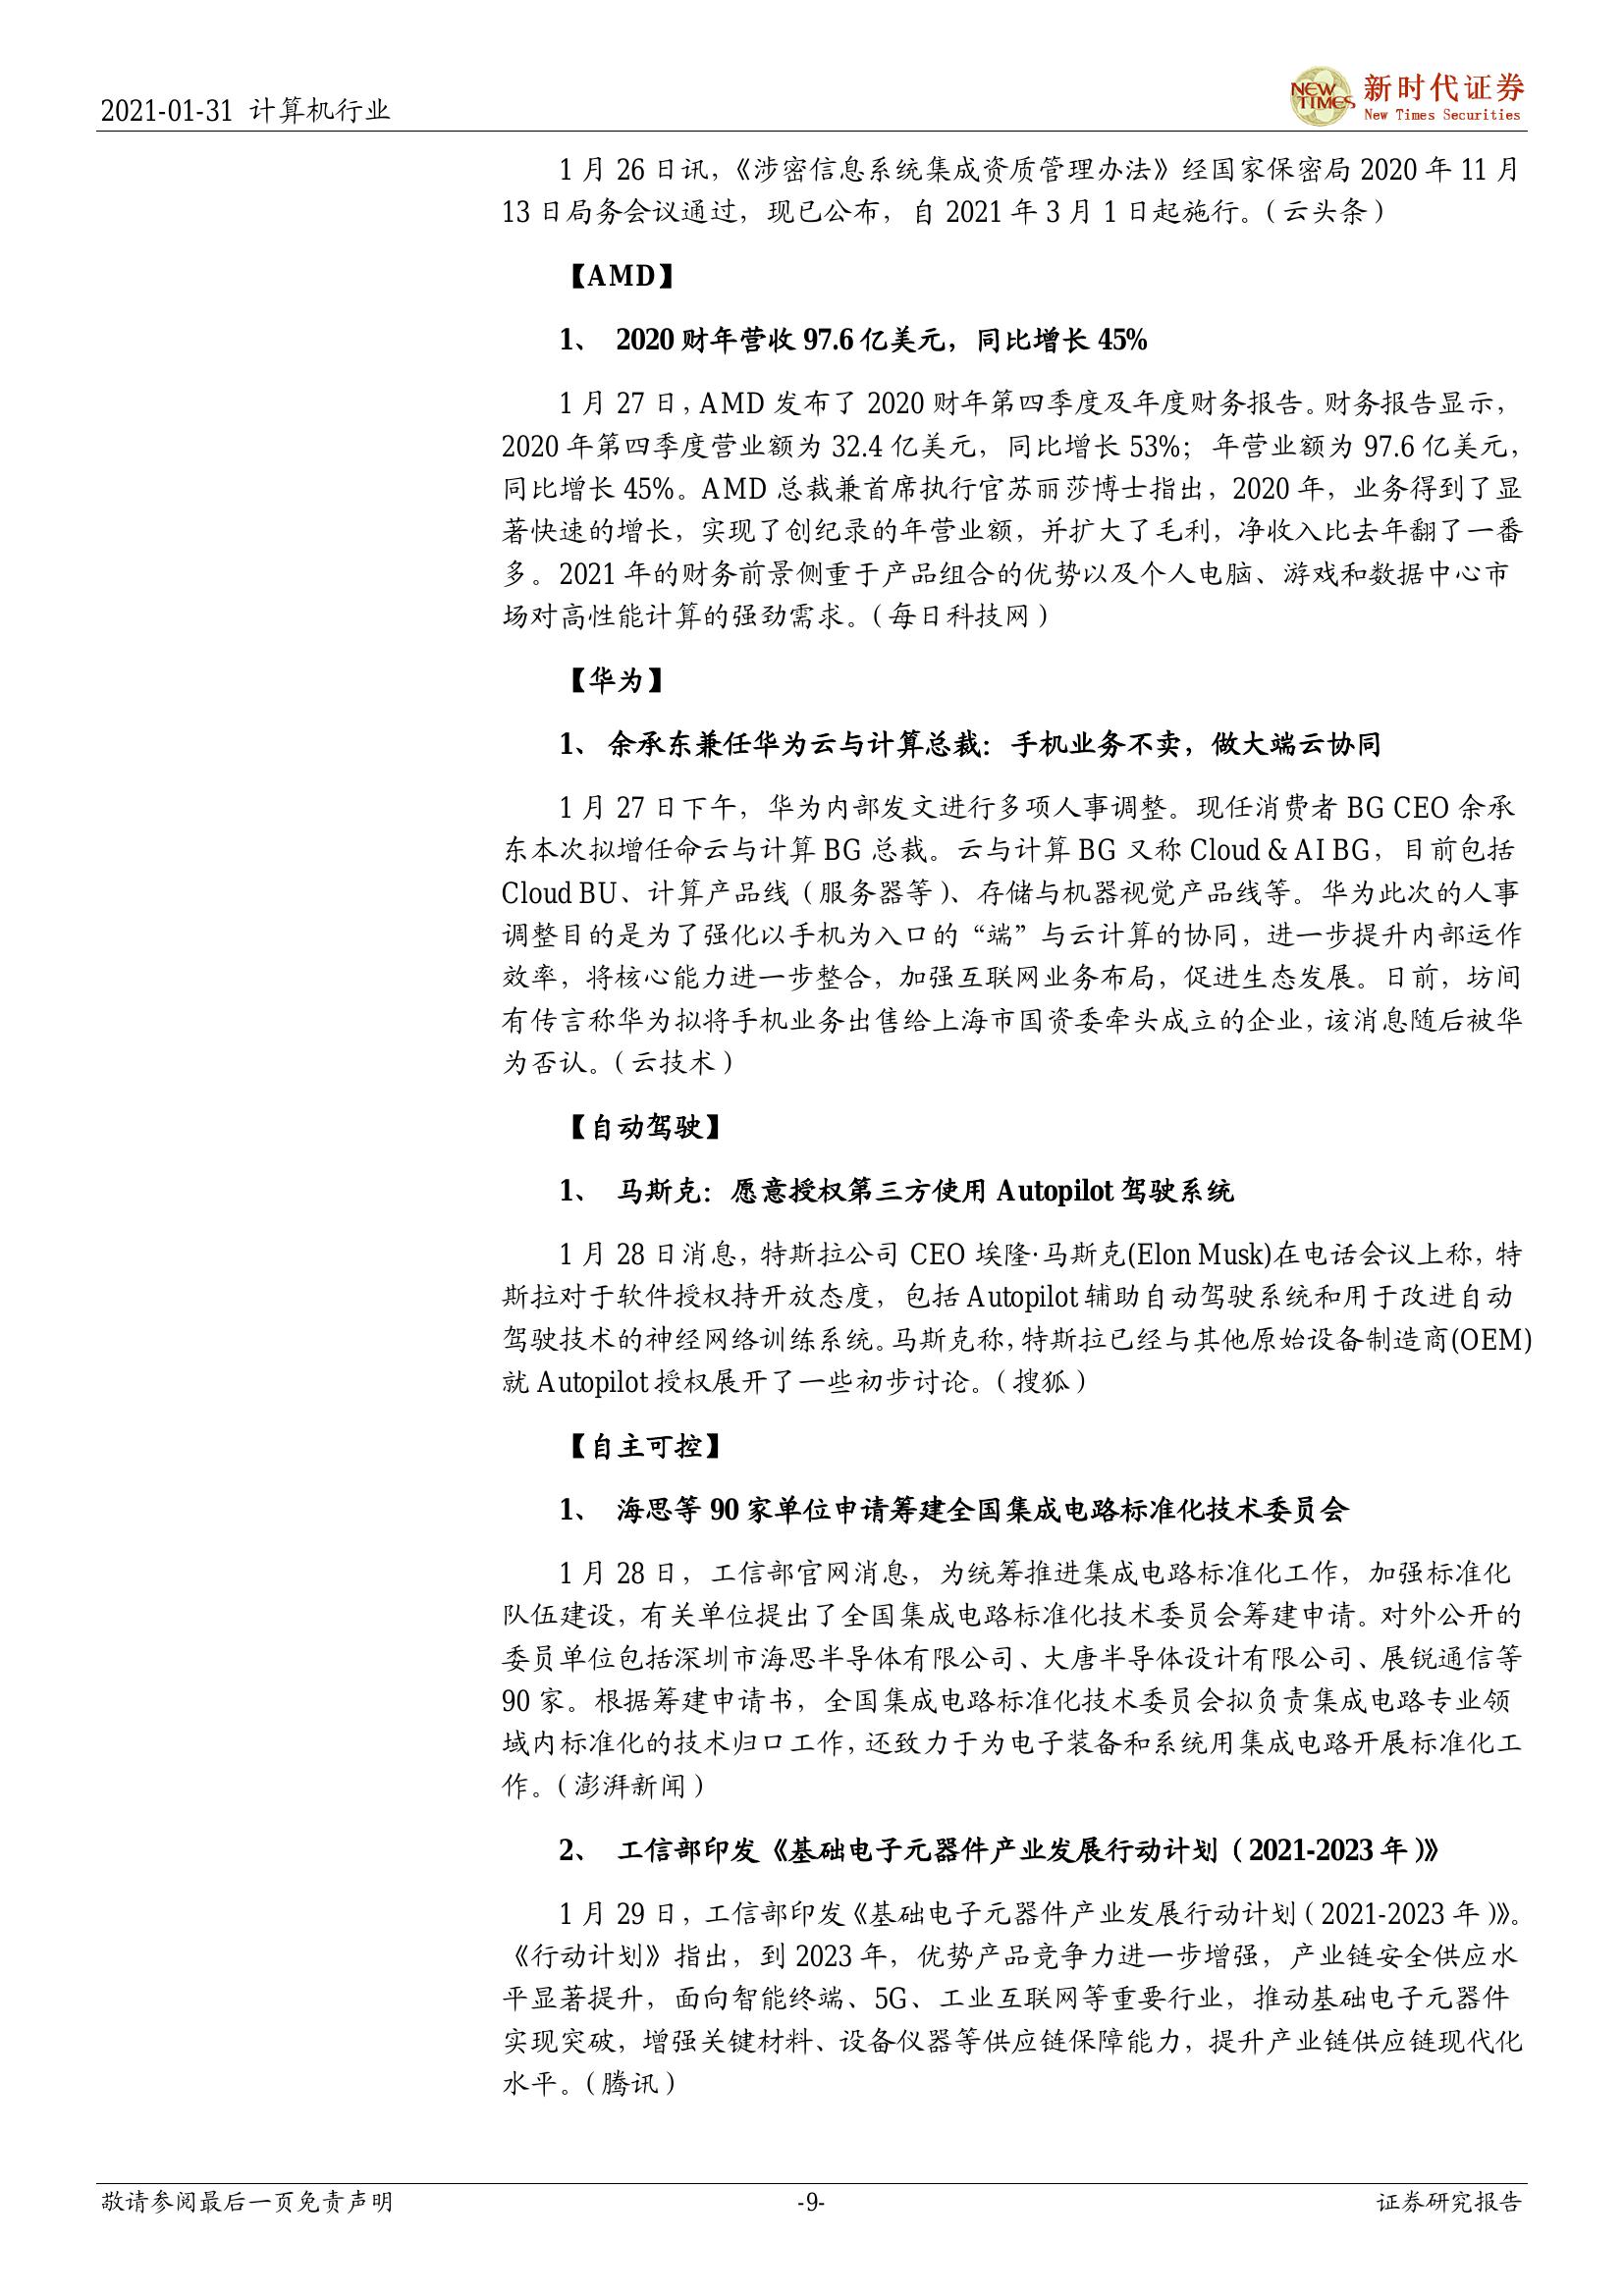 2021-01-31 计算机行业
NEW TIMES 新时代证券
New Times Securities
1 月 26 日讯，《涉密信息系统集成资质管理办法》经国家保密局 2020 年 11 月
13 日局务会议通过，现已公布，自 2021 年 3 月 1 日起施行。（云头条）
【AMD】
1、 2020 财年营收 97.6 亿美元，同比增长 45%
1 月 27 日，AMD 发布了 2020 财年第四季度及年度财务报告。财务报告显示，
2020 年第四季度营业额为 32.4 亿美元，同比增长 53%；年营业额为 97.6 亿美元，
同比增长 45%。AMD 总裁兼首席执行官苏丽莎博士指出，2020 年，业务得到了显
著快速的增长，实现了创纪录的年营业额，并扩大了毛利，净收入比去年翻了一番
多。2021 年的财务前景侧重于产品组合的优势以及个人电脑、游戏和数据中心市
场对高性能计算的强劲需求。（每日科技网）
【华为】
1、 余承东兼任华为云与计算总裁：手机业务不卖，做大端云协同
1 月 27 日下午，华为内部发文进行多项人事调整。现任消费者 BG CEO 余承
东本次拟增任命云与计算 BG 总裁。云与计算 BG 又称 Cloud & AI BG，目前包括
Cloud BU、计算产品线（服务器等）、存储与机器视觉产品线等。华为此次的人事
调整目的是为了强化以手机为入口的“端”与云计算的协同，进一步提升内部运作
效率，将核心能力进一步整合，加强互联网业务布局，促进生态发展。日前，坊间
有传言称华为拟将手机业务出售给上海市国资委牵头成立的企业，该消息随后被华
为否认。（云技术）
【自动驾驶】
1、 马斯克：愿意授权第三方使用 Autopilot 驾驶系统
1 月 28 日消息，特斯拉公司 CEO 埃隆·马斯克(Elon Musk)在电话会议上称，特
斯拉对于软件授权持开放态度，包括 Autopilot 辅助自动驾驶系统和用于改进自动
驾驶技术的神经网络训练系统。马斯克称，特斯拉已经与其他原始设备制造商(OEM)
就 Autopilot 授权展开了一些初步讨论。（搜狐）
【自主可控】
1、 海思等 90 家单位申请筹建全国集成电路标准化技术委员会
1 月 28 日，工信部官网消息，为统筹推进集成电路标准化工作，加强标准化
队伍建设，有关单位提出了全国集成电路标准化技术委员会筹建申请。对外公开的
委员单位包括深圳市海思半导体有限公司、大唐半导体设计有限公司、展锐通信等
90 家。根据筹建申请书，全国集成电路标准化技术委员会拟负责集成电路专业领
域内标准化的技术归口工作，还致力于为电子装备和系统用集成电路开展标准化工
作。（澎湃新闻）
2、 工信部印发《基础电子元器件产业发展行动计划（2021-2023 年）》
1 月 29 日，工信部印发《基础电子元器件产业发展行动计划（2021-2023 年）》。
《行动计划》指出，到 2023 年，优势产品竞争力进一步增强，产业链安全供应水
平显著提升，面向智能终端、5G、工业互联网等重要行业，推动基础电子元器件
实现突破，增强关键材料、设备仪器等供应链保障能力，提升产业链供应链现代化
水平。（腾讯）
敬请参阅最后一页免责声明 -9- 证券研究报告